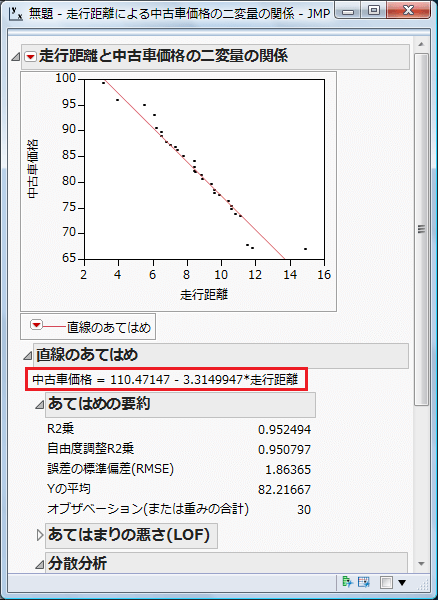 無題 - 走行距離による中古車価格の二変量の関係 - JMP
走行距離と中古車価格の二変量の関係
100
95
90
85
80
75
70
65
中古車価格
2 4 6 8 10 12 14 16
走行距離
直線のあてはめ
直線のあてはめ
中古車価格 = 110.47147 - 3.3149947*走行距離
あてはめの要約
R2乗 0.952494
自由度調整R2乗 0.950797
誤差の標準偏差(RMSE) 1.86365
Yの平均 82.21667
オブザベーション(または重みの合計) 30
あてはまりの悪さ(LOF)
分散分析